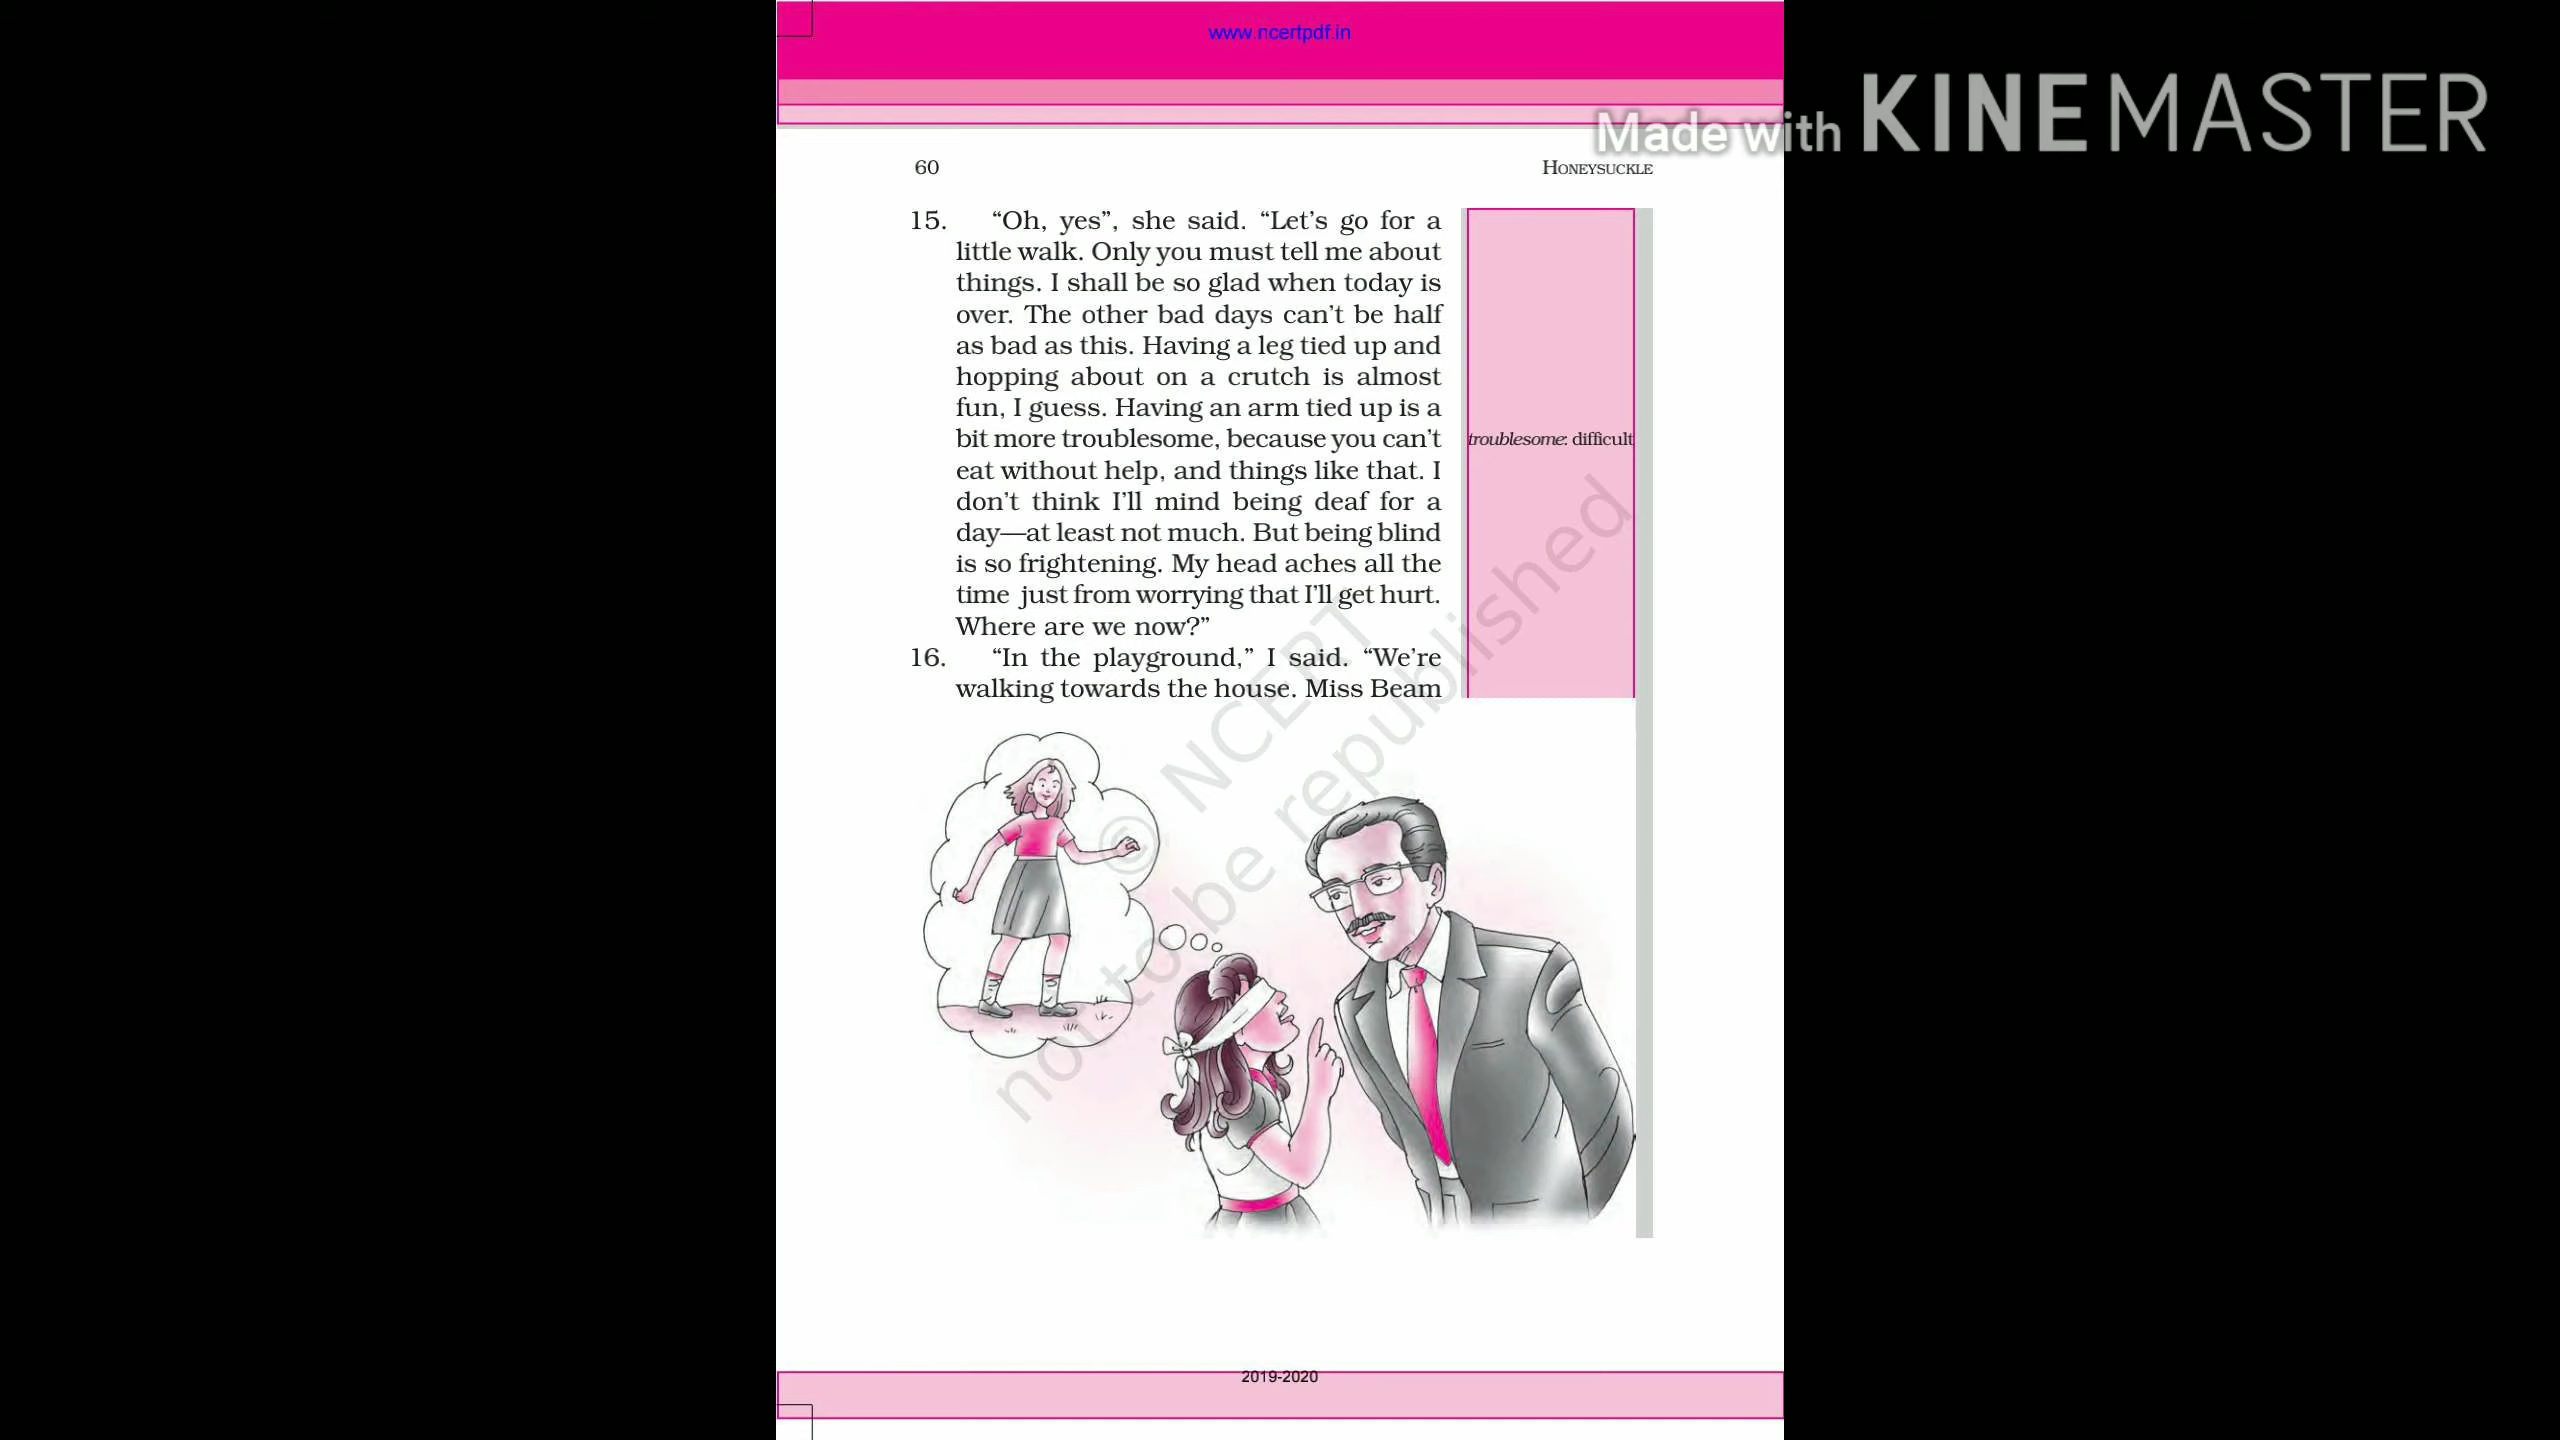 www.ncertpdf.in
Made with KINEMASTER
60
HONEYSUCKLE
15. “Oh, yes”, she said. “Let’s go for a
little walk. Only you must tell me about
things. I shall be so glad when today is
over. The other bad days can’t be half
as bad as this. Having a leg tied up and
hopping about on a crutch is almost
fun, I guess. Having an arm tied up is a
bit more troublesome, because you can’t
eat without help, and things like that. I
don’t think I’ll mind being deaf for a
day—at least not much. But being blind
is so frightening. My head aches all the
time just from worrying that I’ll get hurt.
Where are we now?”
troublesome: difficult
16. “In the playground,” I said. “We’re
walking towards the house. Miss Beam
© NCERT
not to be republished
2019-2020